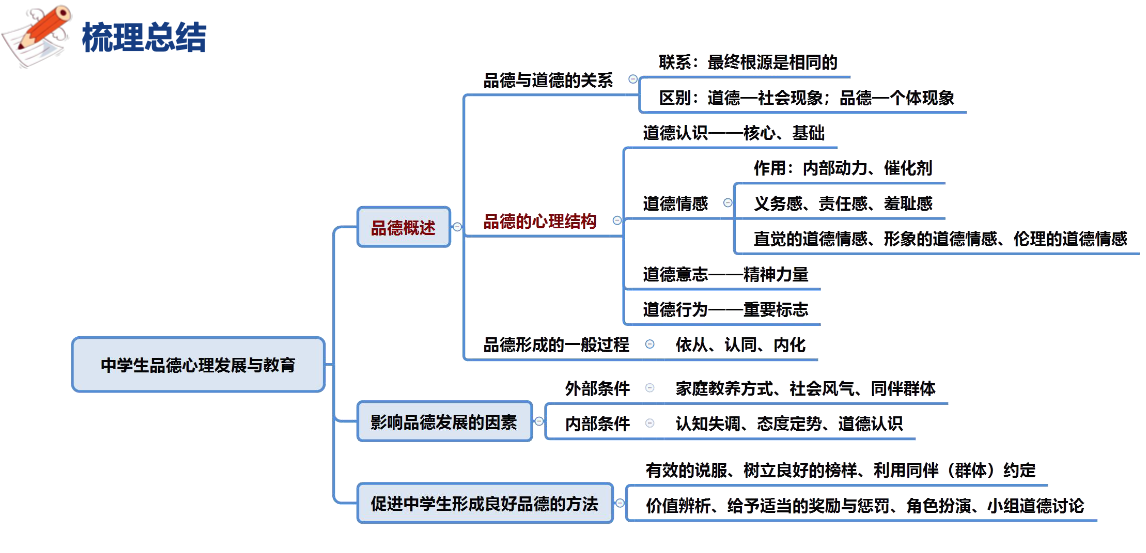 梳理总结
品德与道德的关系
联系：最终根源是相同的
区别：道德—社会现象；品德—个体现象
道德认识——核心、基础
作用：内部动力、催化剂
道德情感
义务感、责任感、羞耻感
品德概述
品德的心理结构
直觉的道德情感、形象的道德情感、伦理的道德情感
道德意志——精神力量
道德行为——重要标志
品德形成的一般过程
依从、认同、内化
中学生品德心理发展与教育
外部条件
家庭教养方式、社会风气、同伴群体
影响品德发展的因素
内部条件
认知失调、态度定势、道德认识
有效的说服、树立良好的榜样、利用同伴（群体）约定
促进中学生形成良好品德的方法
价值辨析、给予适当的奖励与惩罚、角色扮演、小组道德讨论